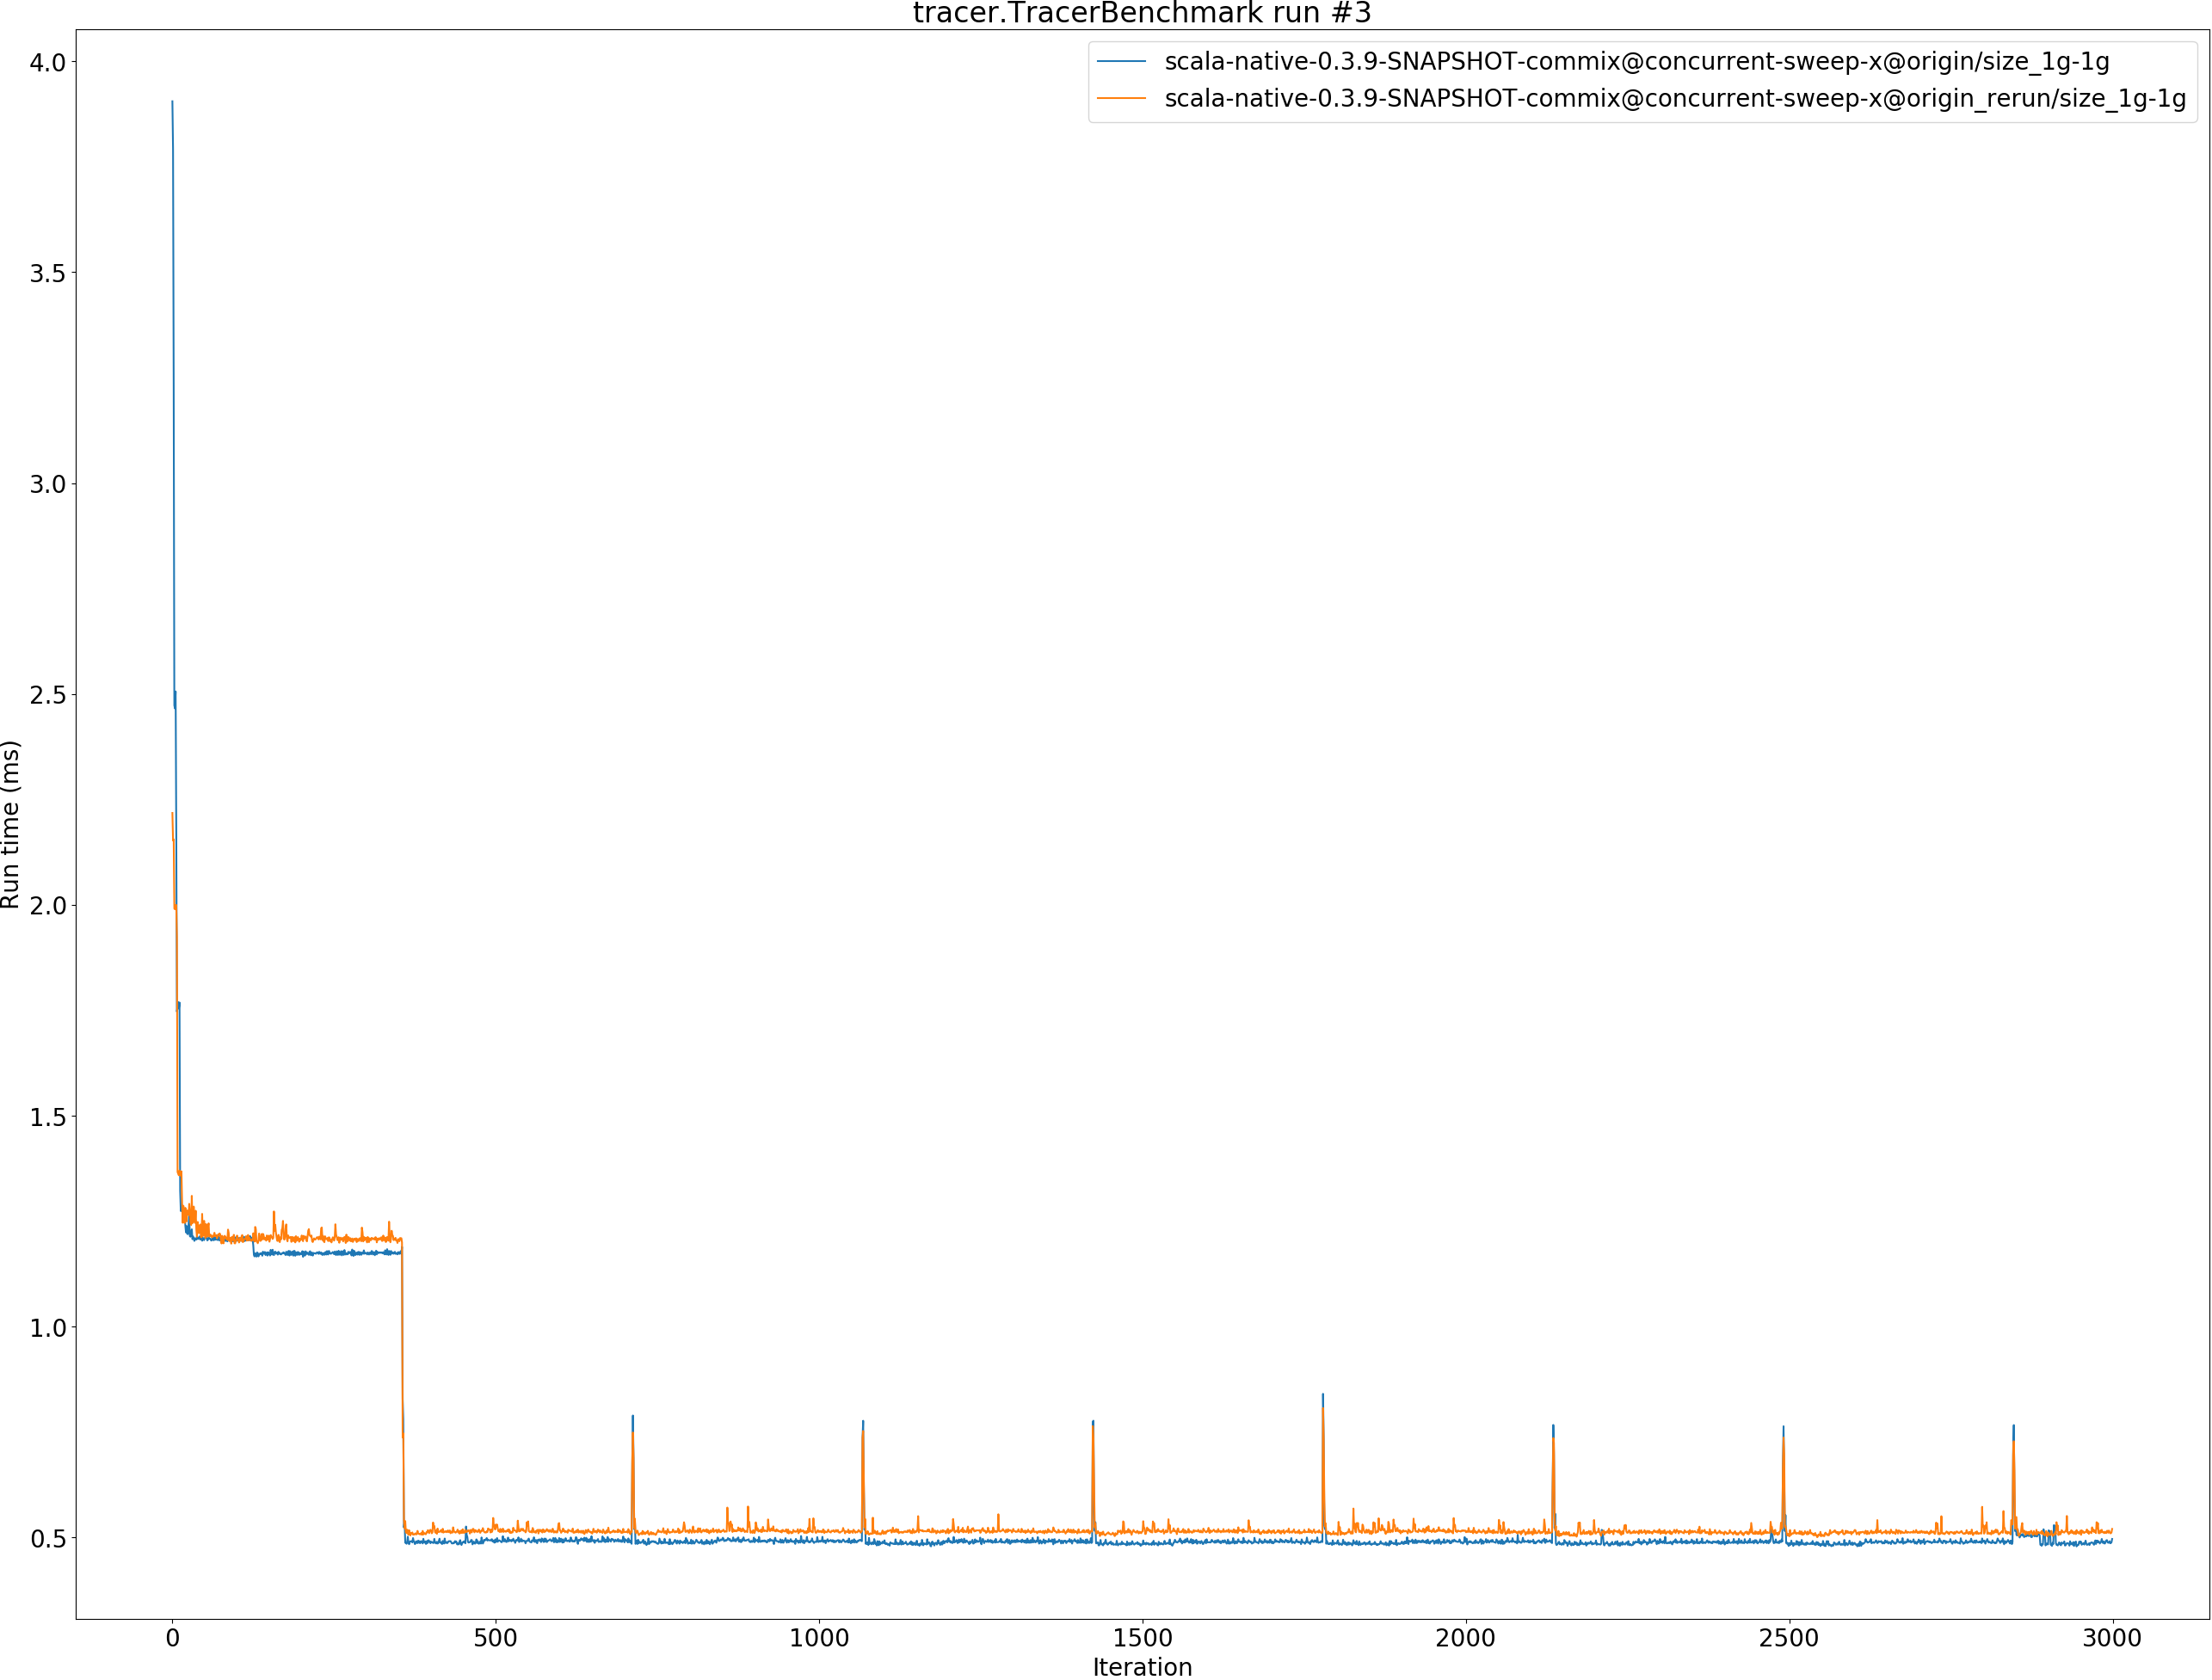 tracer.TracerBenchmark run #3
scala-native-0.3.9-SNAPSHOT-commix@concurrent-sweep-x@origin/size_1g-1g
scala-native-0.3.9-SNAPSHOT-commix@concurrent-sweep-x@origin_rerun/size_1g-1g
Run time (ms)
4.0
3.5
3.0
2.5
2.0
1.5
1.0
0.5
0 500 1000 1500 2000 2500 3000
Iteration